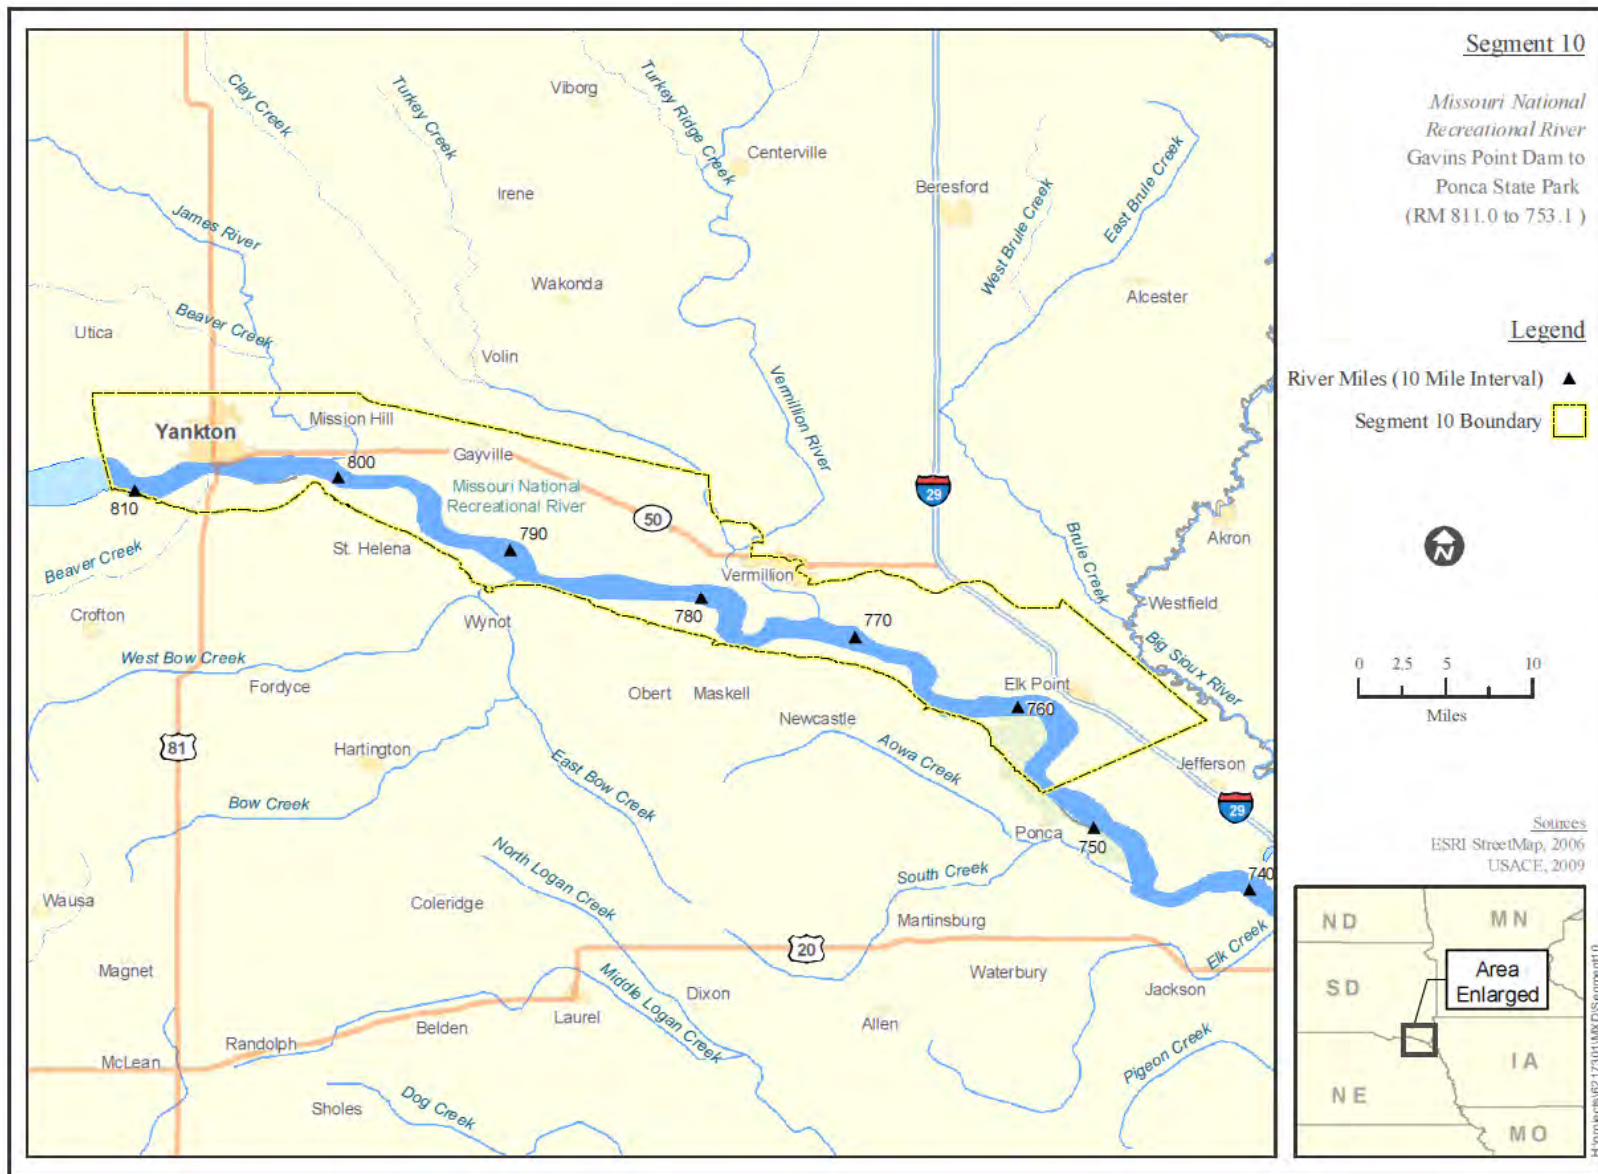 Segment 10
Missouri National
Recreational River
Gavins Point Dam to
Ponca State Park
(RM 811.0 to 753.1 )
Legend
River Miles (10 Mile Interval)
Segment 10 Boundary
N
0 2.5 5 10
Miles
Sources
ESRI StreetMap, 2006
USACE, 2009
ND
MN
SD
Area
Enlarged
IA
NE
MO
Clay Creek
Turkey Creek
Viborg
Turkey Ridge Creek
Centerville
Irene
Beresford
West Brule Creek
East Brule Creek
James River
Wakonda
Alcester
Utica
Beaver Creek
Volin
Vermillion River
Mission Hill
Yankton
Gayville
800
Missouri National
Recreational River
810
50
29
790
Akron
Brule Creek
Beaver Creek
St. Helena
Vermillion
Westfield
Crofton
Wynot
780
770
Big Sioux River
West Bow Creek
Fordyce
Obert
Maskell
Elk Point
760
Newcastle
81
Hartington
Aowa Creek
Jefferson
East Bow Creek
29
Bow Creek
Ponca
750
North Logan Creek
South Creek
740
Wausa
Coleridge
Martinsburg
20
Elk Creek
Magnet
Middle Logan Creek
Dixon
Waterbury
Jackson
Laurel
Belden
Allen
Randolph
McLean
Pigeon Creek
Sholes
Dog Creek